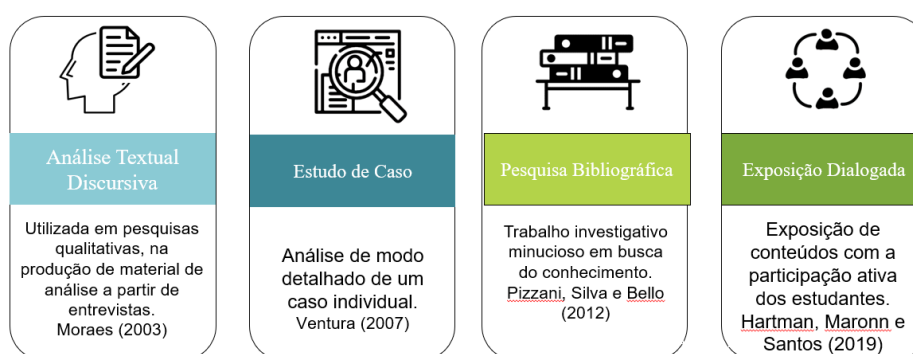 Análise Textual
Discursiva
Utilizada em pesquisas
qualitativas, na
produção de material de
análise a partir de
entrevistas.
Moraes (2003)
Estudo de Caso
Análise de modo
detalhado de um
caso individual.
Ventura (2007)
Pesquisa Bibliográfica
Trabalho investigativo
minucioso em busca
do conhecimento.
Pizzani, Silva e Bello
(2012)
Exposição Dialogada
Exposição de
conteúdos com a
participação ativa
dos estudantes.
Hartman, Maronn e
Santos (2019)